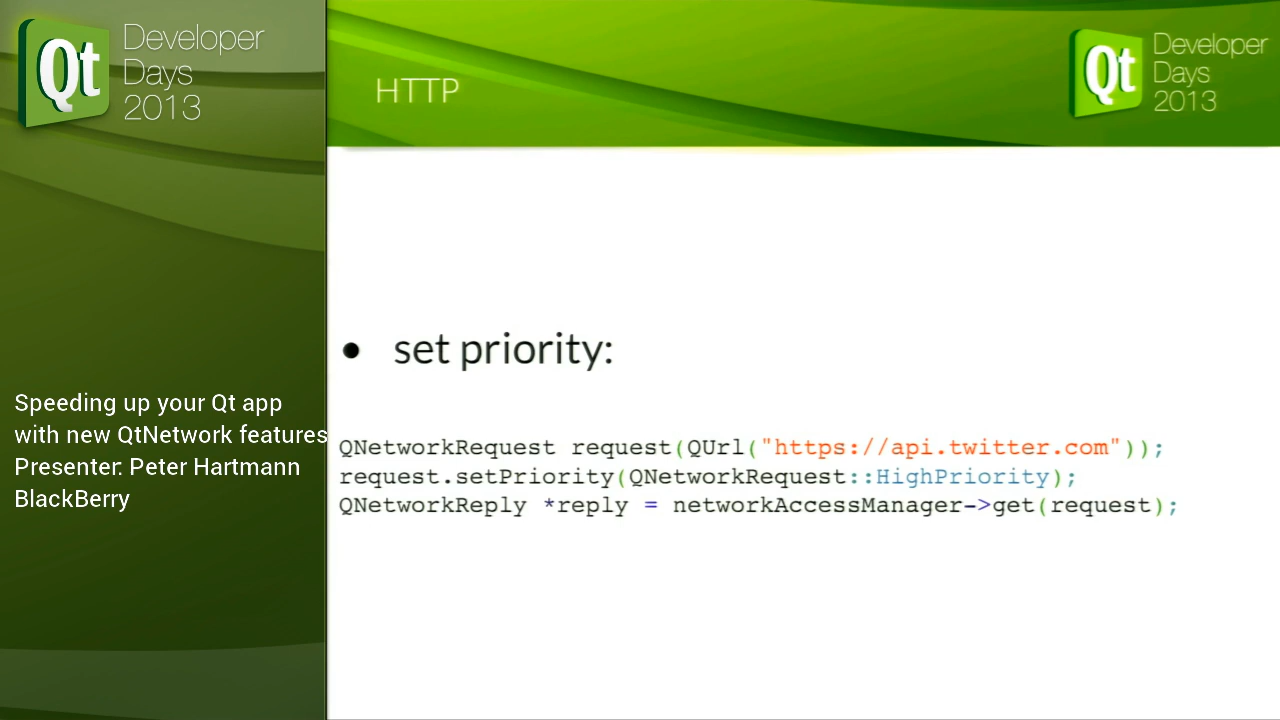 Qt Developer
Days
2013
Speeding up your Qt app
with new QtNetwork features
Presenter: Peter Hartmann
BlackBerry
HTTP
Qt Developer
Days
2013
• set priority:
QNetworkRequest request(QUrl("https://api.twitter.com"));
request.setPriority(QNetworkRequest::HighPriority);
QNetworkReply *reply = networkAccessManager->get(request);